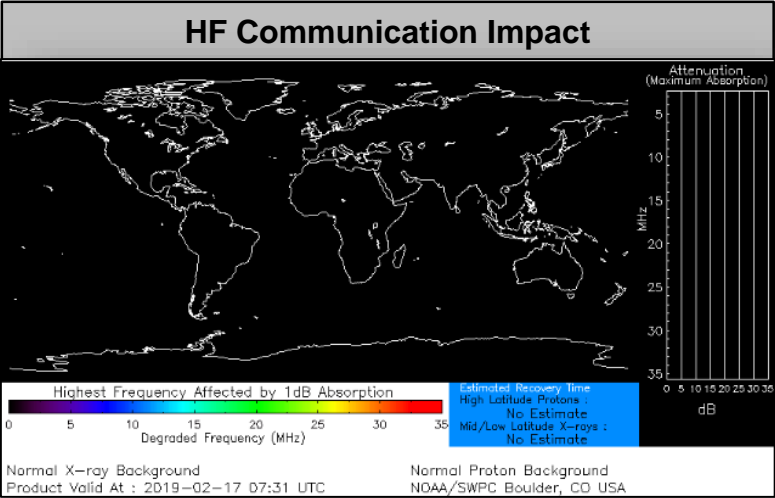 HF Communication Impact
Attenuation
(Maximum Absorption)
5
10
15
20
25
30
35
MHz
0 5 10 15 20 25 30 35
dB
Highest Frequency Affected by 1dB Absorption
0 5 10 15 20 25 30 35
Degraded Frequency (MHz)
Estimated Recovery Time
High Latitude Protons :
No Estimate
Mid/Low Latitude X-rays :
No Estimate
Normal X-ray Background
Product Valid At : 2019-02-17 07:31 UTC
Normal Proton Background
NOAA/SWPC Boulder, CO USA